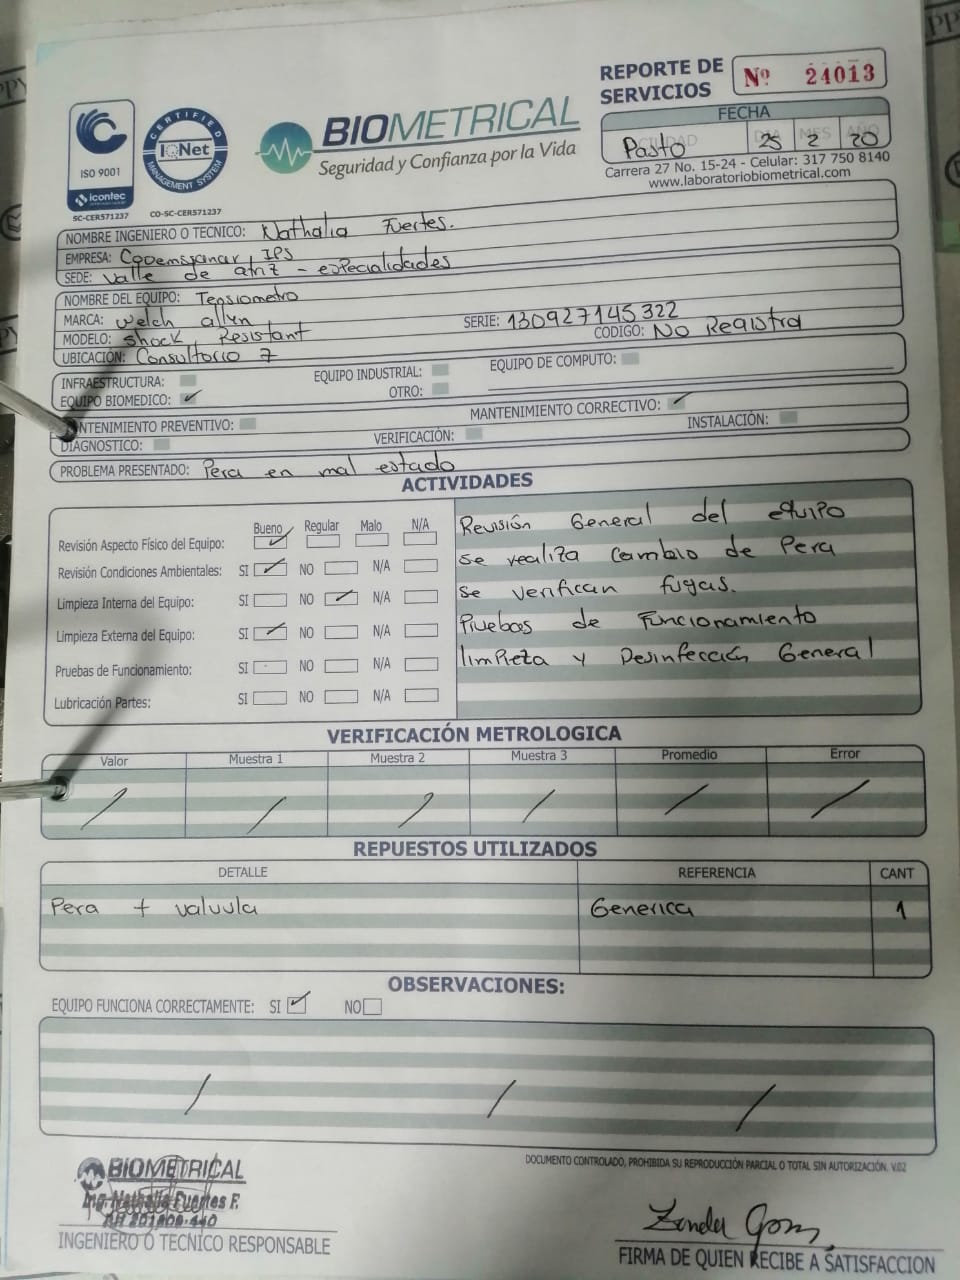 REPORTE DE SERVICIOS
Nº 24013
FECHA
Pasto 25 2 20
Carrera 27 No. 15-24 - Celular: 317 750 8140
www.laboratoriobiometrical.com
ISO 9001
icontec
SC-CER571237
CERTIFIED
IQNet
MANAGEMENT SYSTEM
CO-SC-CER571237
BIOMETRICAL
Seguridad y Confianza por la Vida
NOMBRE INGENIERO O TECNICO: Nathalia Fuertes.
EMPRESA: Coemssanar IPS
SEDE: Valle de atriz - especialidades
NOMBRE DEL EQUIPO: Tensiometro
MARCA: Welch allyn SERIE: 130927145322
MODELO: Shock Resistant CODIGO: No Registra
UBICACIÓN: Consultorio 7
INFRAESTRUCTURA: EQUIPO INDUSTRIAL: EQUIPO DE COMPUTO:
EQUIPO BIOMEDICO: ✓ OTRO:
MANTENIMIENTO PREVENTIVO: MANTENIMIENTO CORRECTIVO: ✓
DIAGNOSTICO: VERIFICACIÓN: INSTALACIÓN:
PROBLEMA PRESENTADO: Pera en mal estado
ACTIVIDADES
Bueno Regular Malo N/A
Revisión Aspecto Físico del Equipo: ✓
Revisión Condiciones Ambientales: SI ✓ NO N/A
Limpieza Interna del Equipo: SI NO ✓ N/A
Limpieza Externa del Equipo: SI ✓ NO N/A
Pruebas de Funcionamiento: SI NO N/A
Lubricación Partes: SI NO N/A
Revisión General del equipo
se realiza cambio de Pera
se verifican fugas.
Pruebas de Funcionamiento
limpieza y Desinfección General
VERIFICACIÓN METROLOGICA
Valor Muestra 1 Muestra 2 Muestra 3 Promedio Error
/ / / / / /
REPUESTOS UTILIZADOS
DETALLE REFERENCIA CANT
Pera + valvula Generica 1
OBSERVACIONES:
EQUIPO FUNCIONA CORRECTAMENTE: SI ✓ NO
/ / /
DOCUMENTO CONTROLADO, PROHIBIDA SU REPRODUCCIÓN PARCIAL O TOTAL SIN AUTORIZACIÓN. V.02
BIOMETRICAL
Ing. Nathalia Fuertes F.
INGENIERO O TECNICO RESPONSABLE
FIRMA DE QUIEN RECIBE A SATISFACCION